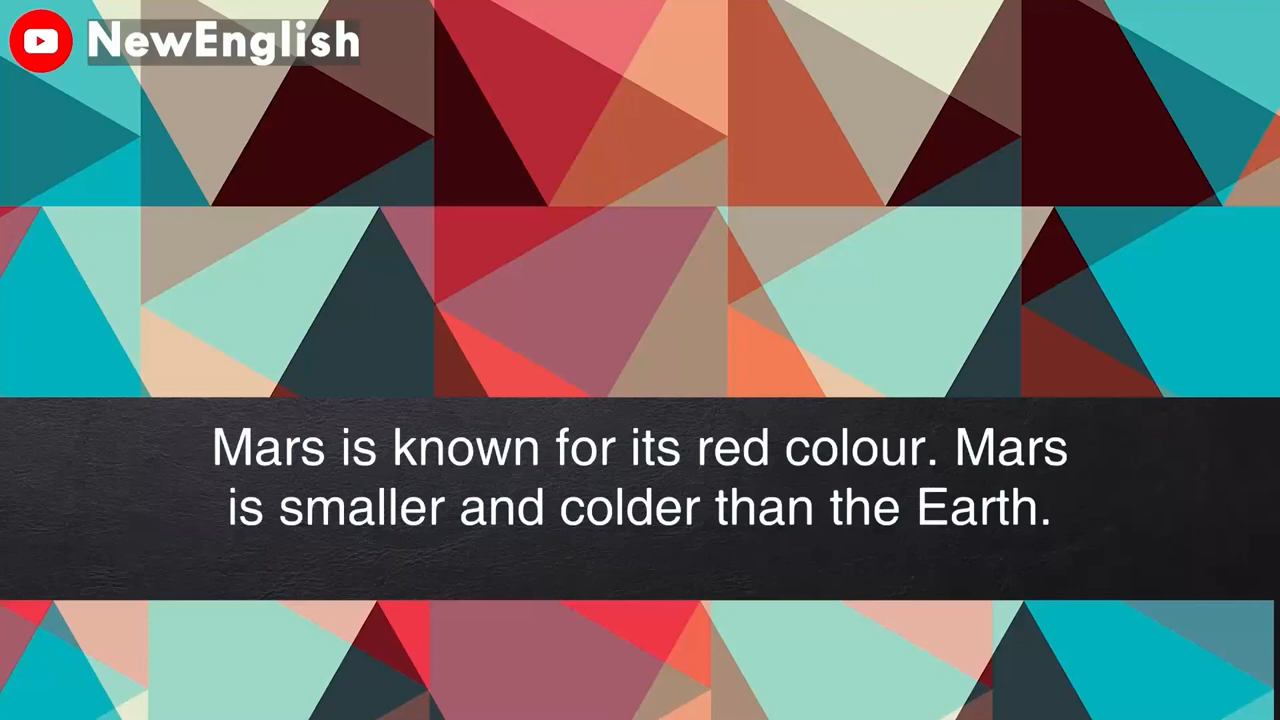 NewEnglish
Mars is known for its red colour. Mars
is smaller and colder than the Earth.